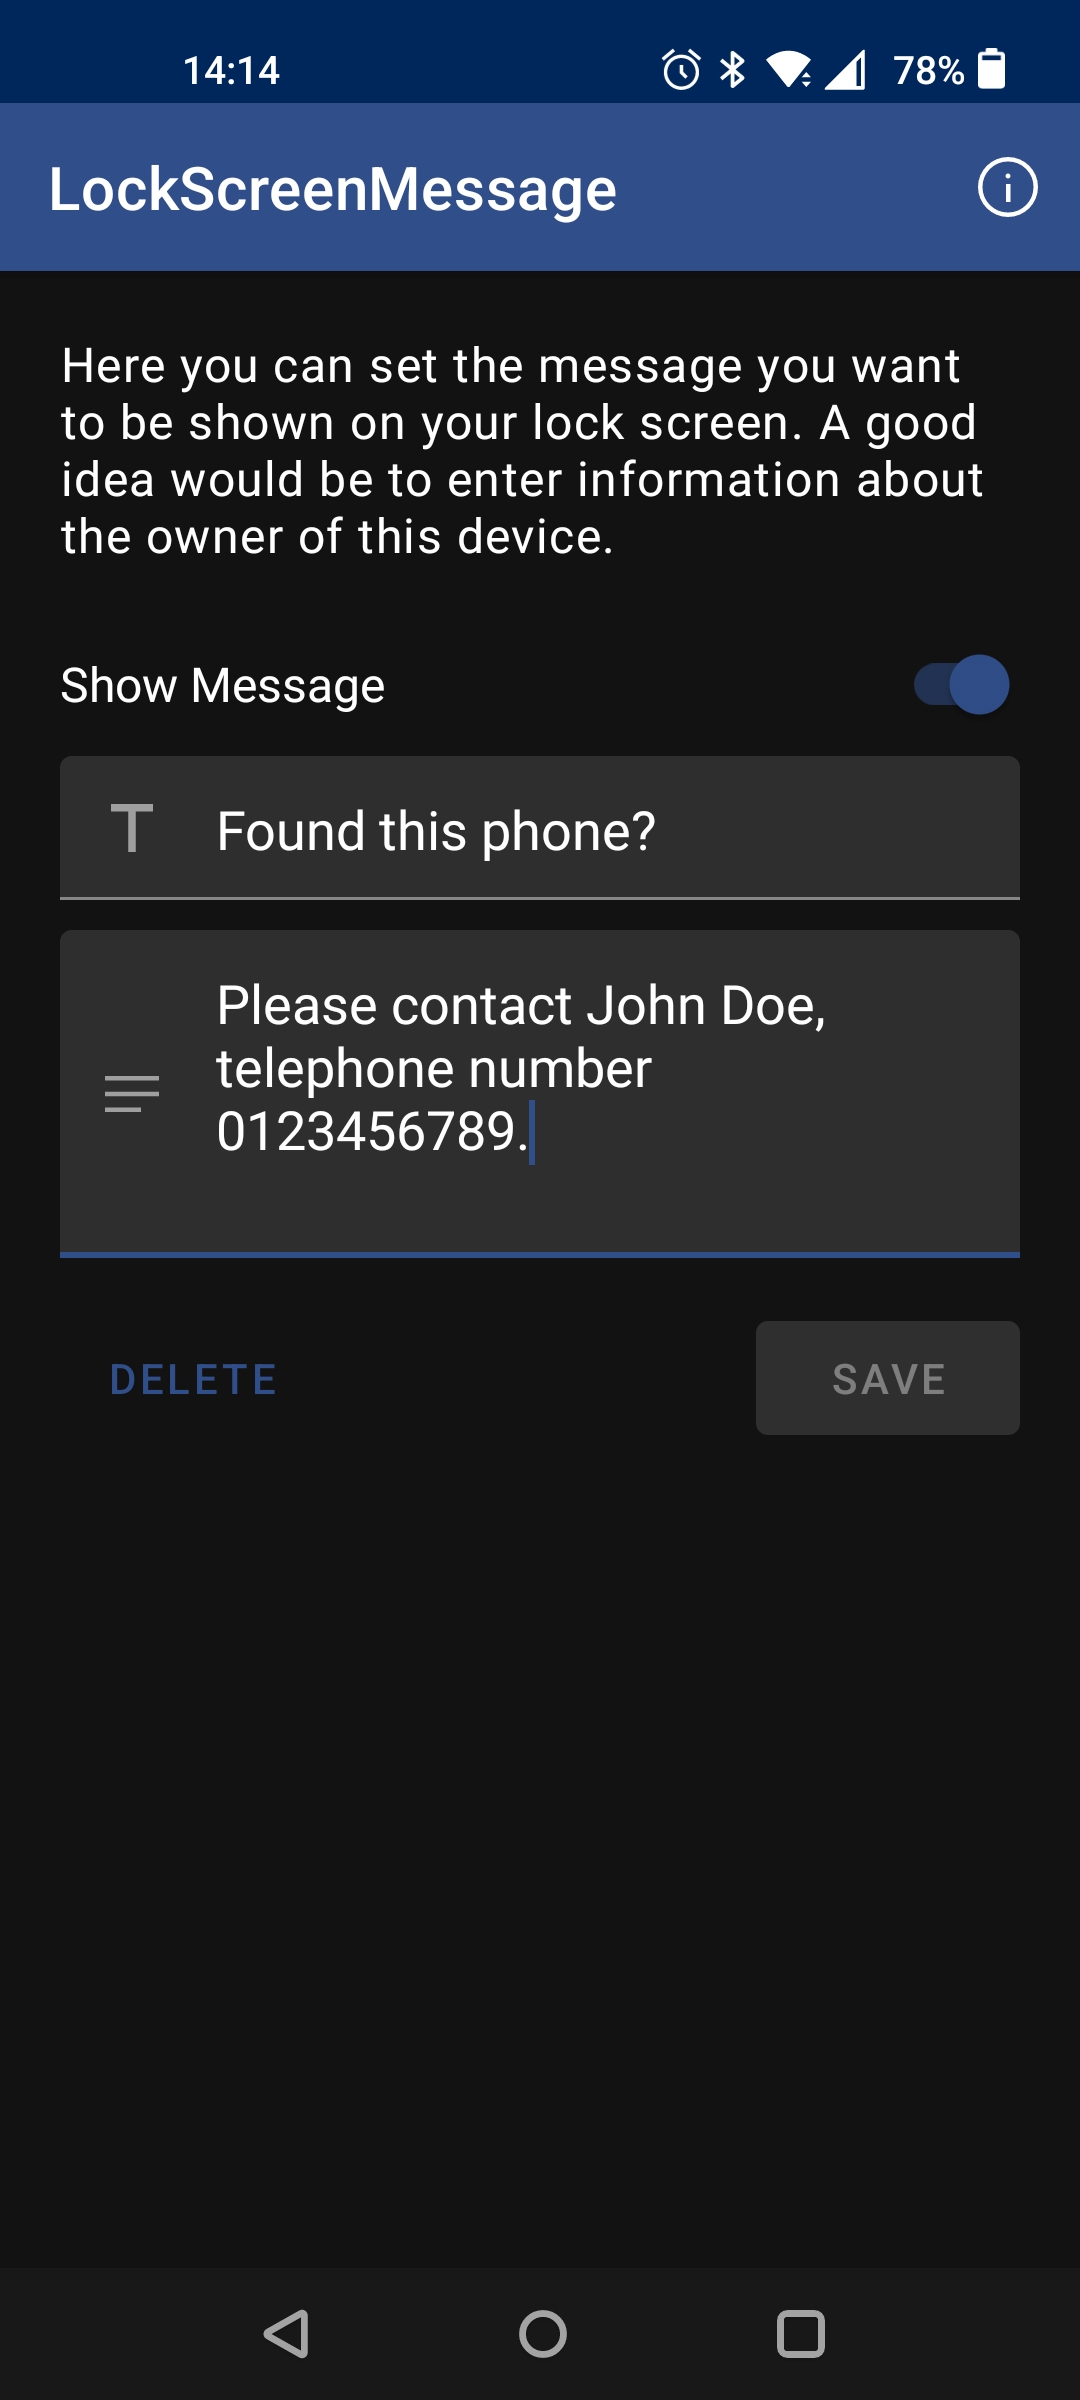 14:14
78%
LockScreenMessage
Here you can set the message you want
to be shown on your lock screen. A good
idea would be to enter information about
the owner of this device.
Show Message
Found this phone?
Please contact John Doe,
telephone number
0123456789.
DELETE
SAVE